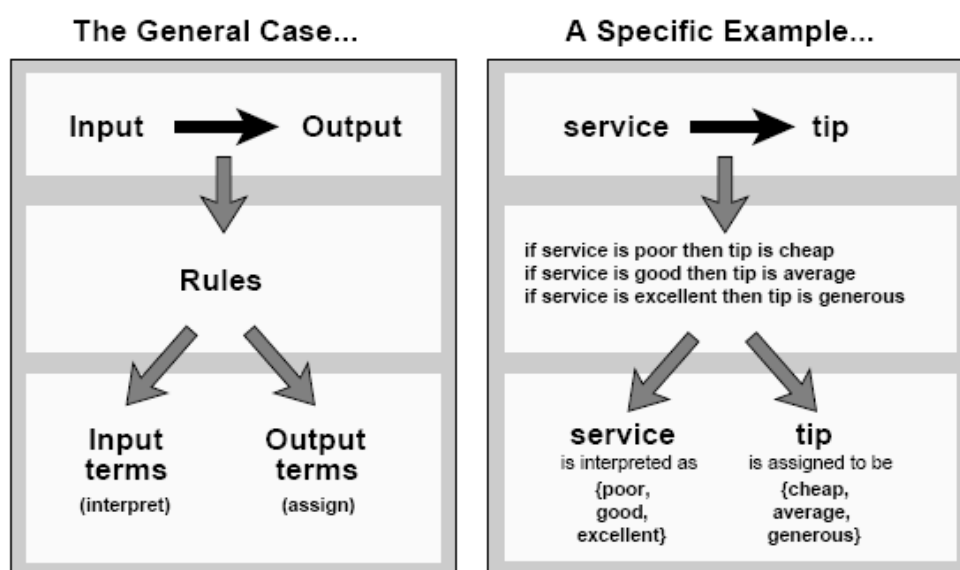 The General Case...
Input Output
Rules
Input terms
(interpret)
Output terms
(assign)
A Specific Example...
service tip
if service is poor then tip is cheap
if service is good then tip is average
if service is excellent then tip is generous
service
is interpreted as
{poor,
good,
excellent}
tip
is assigned to be
{cheap,
average,
generous}